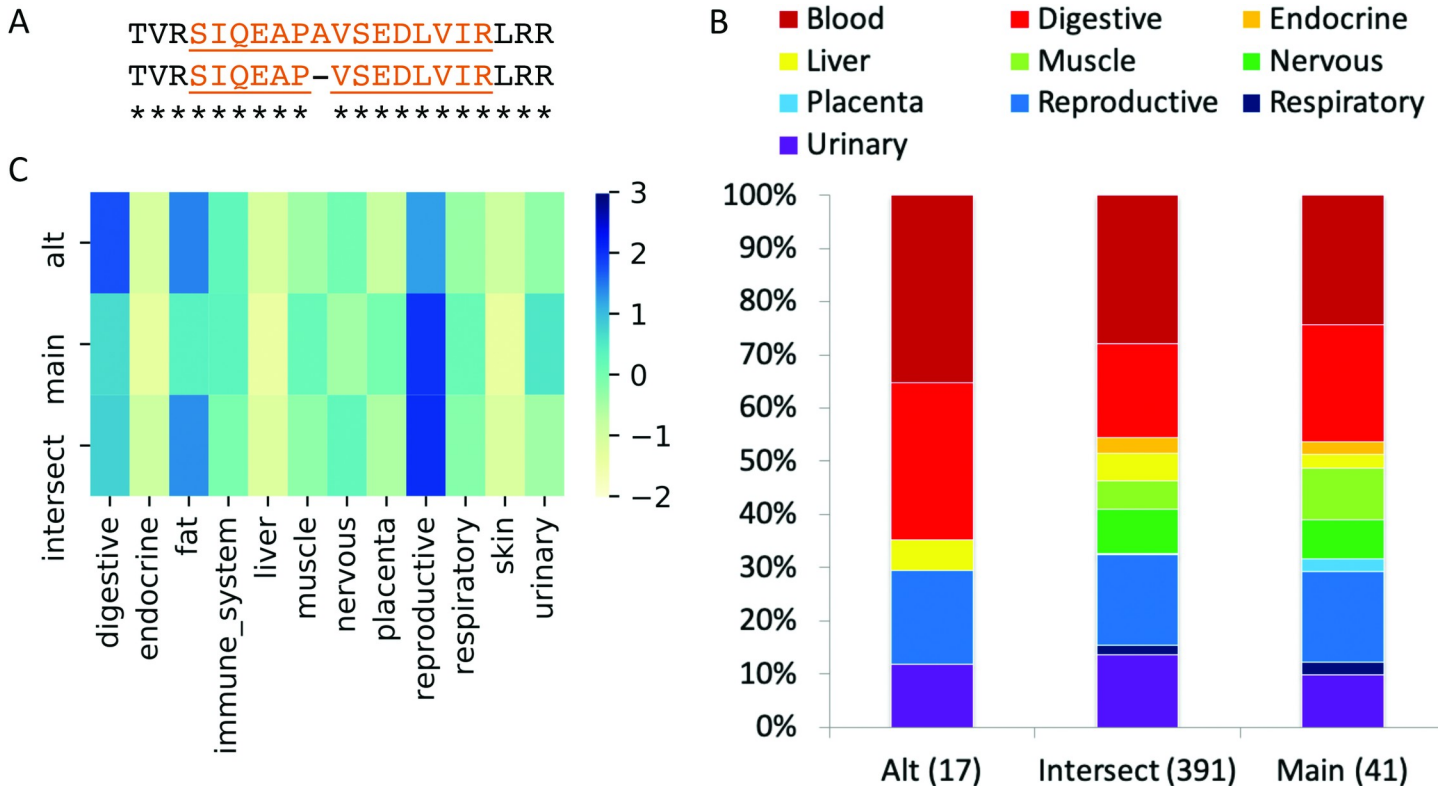 A
TVRSIQEAPAVSEDLVIRLRR
TVRSIQEAP-VSEDLVIRLRR
********* ***********
B
Blood Digestive Endocrine
Liver Muscle Nervous
Placenta Reproductive Respiratory
Urinary
100%
90%
80%
70%
60%
50%
40%
30%
20%
10%
0%
Alt (17) Intersect (391) Main (41)
C
alt
main
intersect
3
2
1
0
−1
−2
digestive
endocrine
fat
immune_system
liver
muscle
nervous
placenta
reproductive
respiratory
skin
urinary